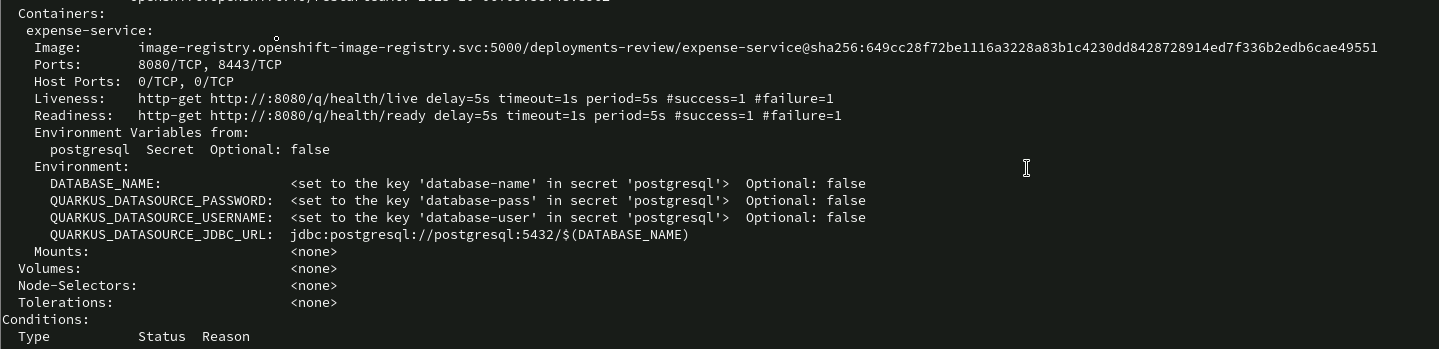 Containers:
expense-service:
Image: image-registry.openshift-image-registry.svc:5000/deployments-review/expense-service@sha256:649cc28f72be1116a3228a83b1c4230dd8428728914ed7f336b2edb6cae49551
Ports: 8080/TCP, 8443/TCP
Host Ports: 0/TCP, 0/TCP
Liveness: http-get http://:8080/q/health/live delay=5s timeout=1s period=5s #success=1 #failure=1
Readiness: http-get http://:8080/q/health/ready delay=5s timeout=1s period=5s #success=1 #failure=1
Environment Variables from:
postgresql Secret Optional: false
Environment:
DATABASE_NAME: <set to the key 'database-name' in secret 'postgresql'> Optional: false
QUARKUS_DATASOURCE_PASSWORD: <set to the key 'database-pass' in secret 'postgresql'> Optional: false
QUARKUS_DATASOURCE_USERNAME: <set to the key 'database-user' in secret 'postgresql'> Optional: false
QUARKUS_DATASOURCE_JDBC_URL: jdbc:postgresql://postgresql:5432/$(DATABASE_NAME)
Mounts: <none>
Volumes: <none>
Node-Selectors: <none>
Tolerations: <none>
Conditions:
Type Status Reason